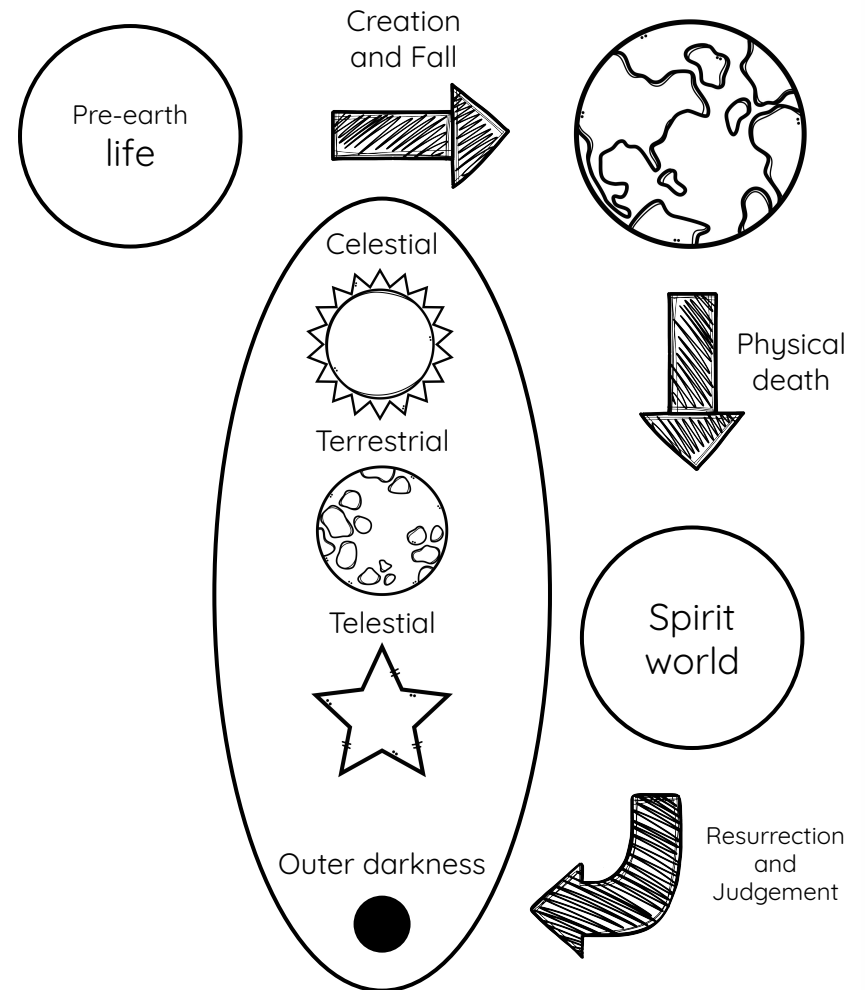 Pre-earth
life
Creation
and Fall
Physical
death
Spirit
world
Resurrection
and
Judgement
Celestial
Terrestrial
Telestial
Outer darkness